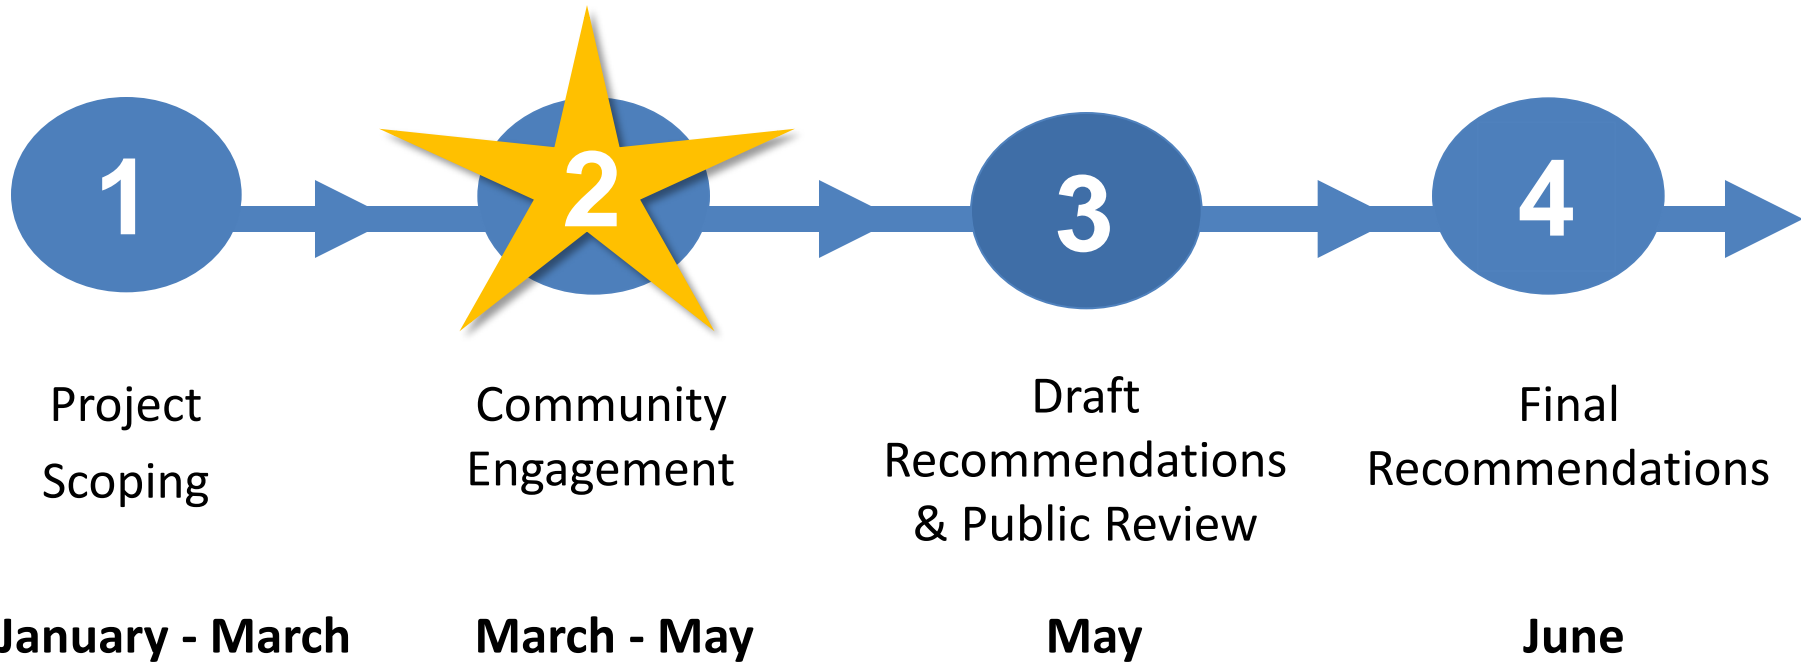 1
2
3
4
Project
Scoping
Community
Engagement
Draft
Recommendations
& Public Review
Final
Recommendations
January - March
March - May
May
June